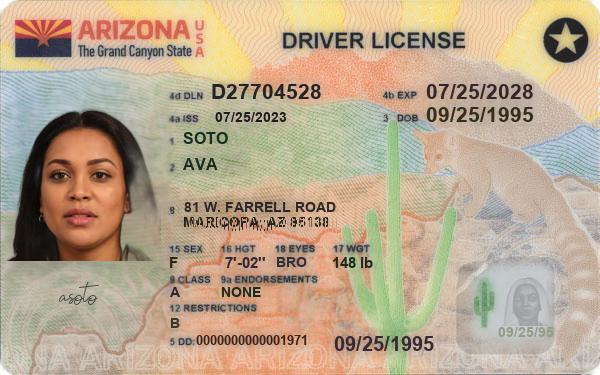 ARIZONA USA
The Grand Canyon State
DRIVER LICENSE
4d DLN D27704528 4b EXP 07/25/2028
4a ISS 07/25/2023 3 DOB 09/25/1995
1 SOTO
2 AVA
8 81 W. FARRELL ROAD
MARICOPA, AZ 85138
15 SEX 16 HGT 18 EYES 17 WGT
F 7'-02" BRO 148 lb
9 CLASS 9a ENDORSEMENTS
A NONE
12 RESTRICTIONS
B
asoto
5 DD: 0000000000001971 09/25/1995
09/25/95
ARIZONA ARIZONA ARIZONA ARIZONA